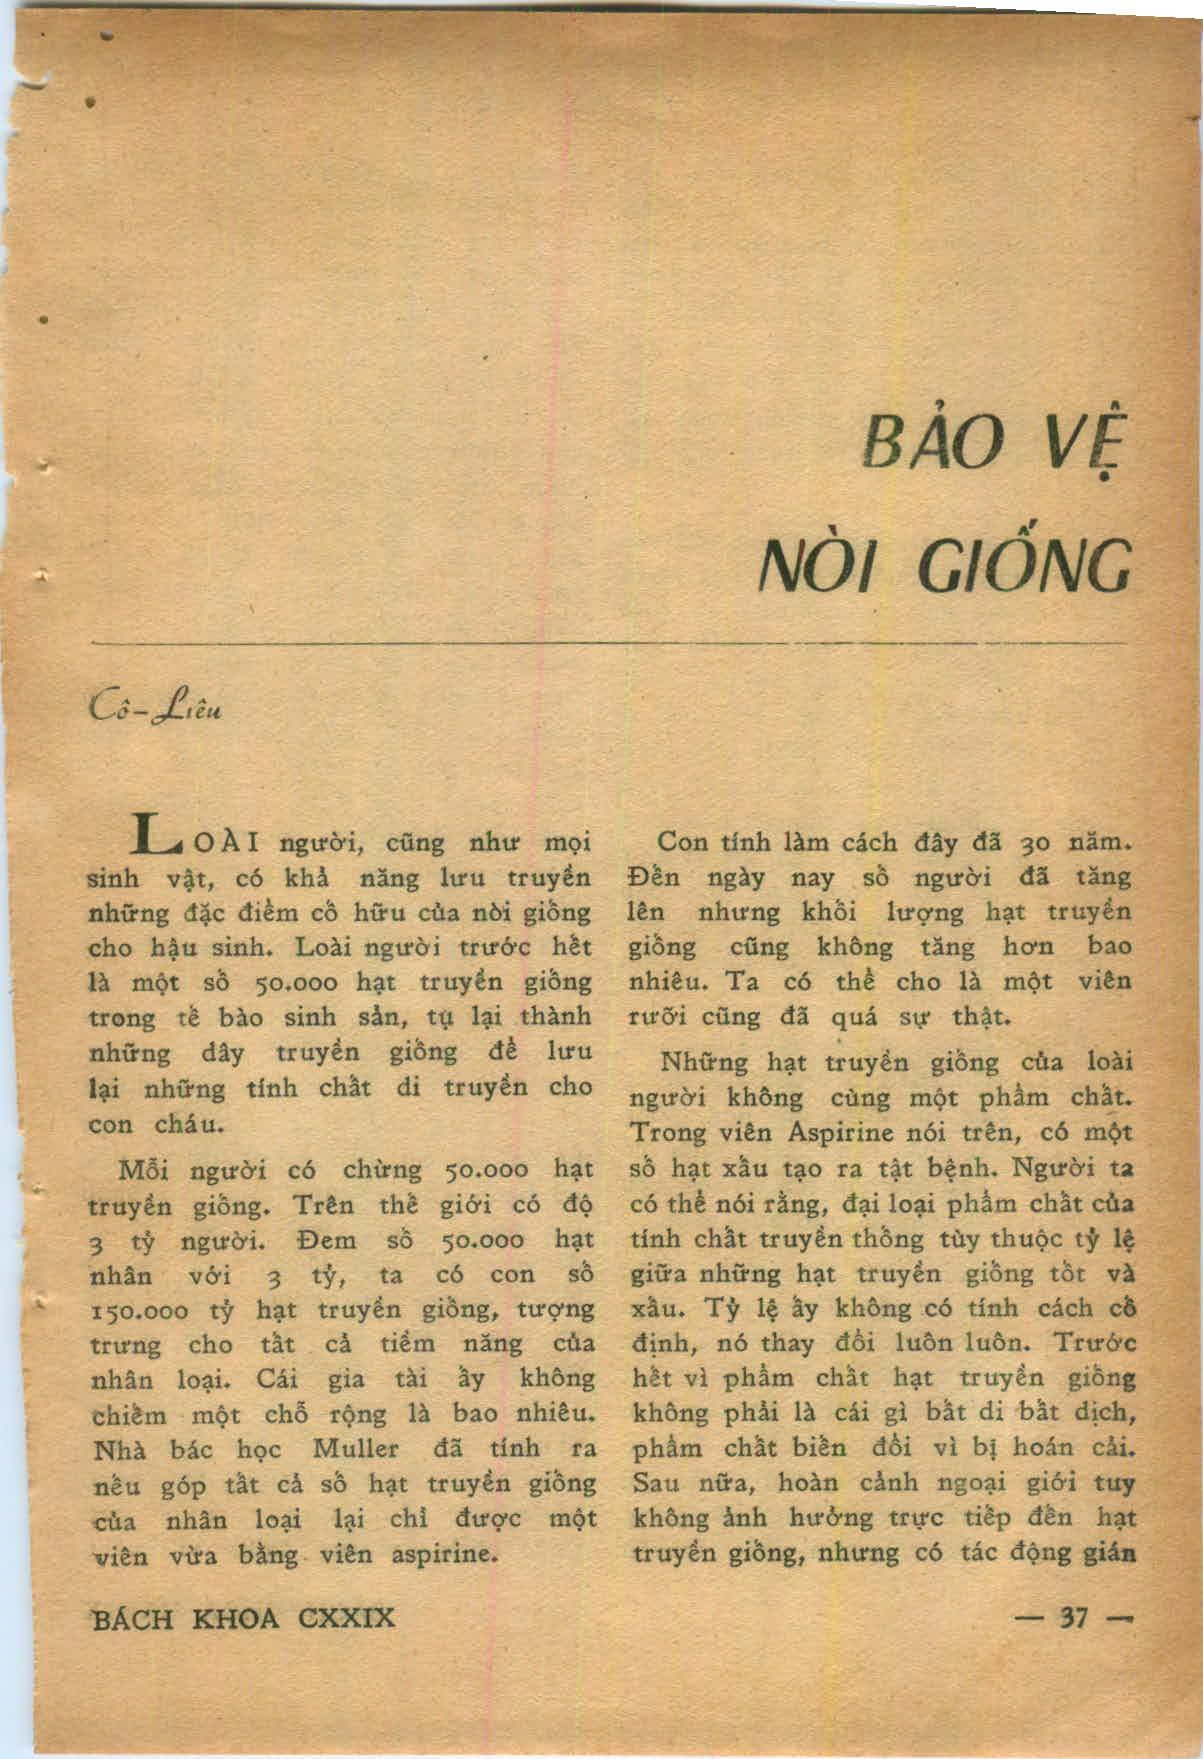 BẢO VỆ
NÒI GIỐNG
Cô-Liêu
LOÀI người, cũng như mọi
sinh vật, có khả năng lưu truyền
những đặc điểm cố hữu của nòi giống
cho hậu sinh. Loài người trước hết
là một số 50.000 hạt truyền giống
trong tế bào sinh sản, tụ lại thành
những dây truyền giống để lưu
lại những tính chất di truyền cho
con cháu.
Mỗi người có chừng 50.000 hạt
truyền giống. Trên thế giới có độ
3 tỷ người. Đem số 50.000 hạt
nhân với 3 tỷ, ta có con số
150.000 tỷ hạt truyền giống, tượng
trưng cho tất cả tiềm năng của
nhân loại. Cái gia tài ấy không
chiếm một chỗ rộng là bao nhiêu.
Nhà bác học Muller đã tính ra
nếu góp tất cả số hạt truyền giống
của nhân loại lại chỉ được một
viên vừa bằng viên aspirine.
Con tính làm cách đây đã 30 năm.
Đến ngày nay số người đã tăng
lên nhưng khối lượng hạt truyền
giống cũng không tăng hơn bao
nhiêu. Ta có thể cho là một viên
rưỡi cũng đã quá sự thật.
Những hạt truyền giống của loài
người không cùng một phẩm chất.
Trong viên Aspirine nói trên, có một
số hạt xấu tạo ra tật bệnh. Người ta
có thể nói rằng, đại loại phẩm chất của
tính chất truyền thống tùy thuộc tỷ lệ
giữa những hạt truyền giống tốt và
xấu. Tỷ lệ ấy không có tính cách cố
định, nó thay đổi luôn luôn. Trước
hết vì phẩm chất hạt truyền giống
không phải là cái gì bất di bất dịch,
phẩm chất biến đổi vì bị hoán cải.
Sau nữa, hoàn cảnh ngoại giới tuy
không ảnh hưởng trực tiếp đến hạt
truyền giống, nhưng có tác động gián
BÁCH KHOA CXXIX
— 37 —